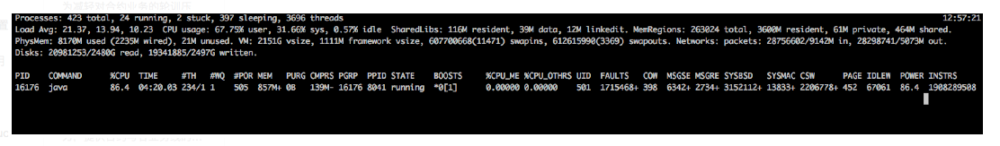 Processes: 423 total, 24 running, 2 stuck, 397 sleeping, 3696 threads 12:57:21
Load Avg: 21.37, 13.94, 10.23 CPU usage: 67.75% user, 31.66% sys, 0.57% idle SharedLibs: 116M resident, 39M data, 12M linkedit. MemRegions: 263024 total, 3600M resident, 61M private, 464M shared.
PhysMem: 8170M used (2235M wired), 21M unused. VM: 2151G vsize, 1111M framework vsize, 607700668(11471) swapins, 612615990(3369) swapouts. Networks: packets: 28756602/9142M in, 28298741/5073M out.
Disks: 20981253/2480G read, 19341885/2497G written.
PID COMMAND %CPU TIME #TH #WQ #POR MEM PURG CMPRS PGRP PPID STATE BOOSTS %CPU_ME %CPU_OTHRS UID FAULTS COW MSGSE MSGRE SYSBSD SYSMAC CSW PAGE IDLEW POWER INSTRS
16176 java 86.4 04:20.03 234/1 1 505 857M+ 0B 139M- 16176 8041 running *0[1] 0.00000 0.00000 501 1715468+ 398 6342+ 2734+ 3152112+ 13833+ 2206778+ 452 67061 86.4 1908289508